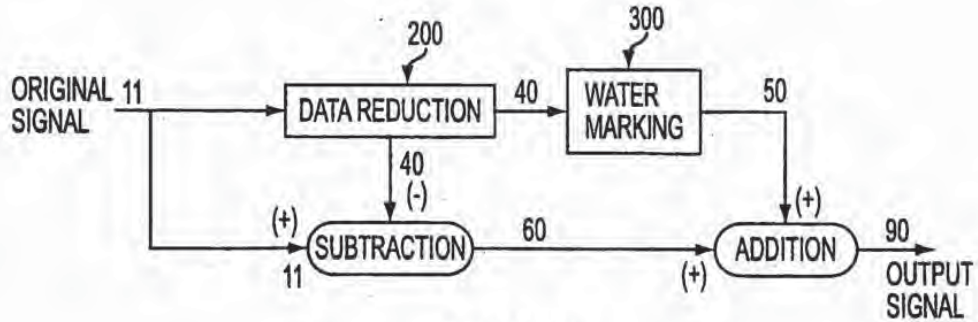 200
300
ORIGINAL SIGNAL
11
DATA REDUCTION
40
WATER MARKING
50
40
(-)
(+)
(+)
SUBTRACTION
60
ADDITION
90
11
(+)
OUTPUT SIGNAL